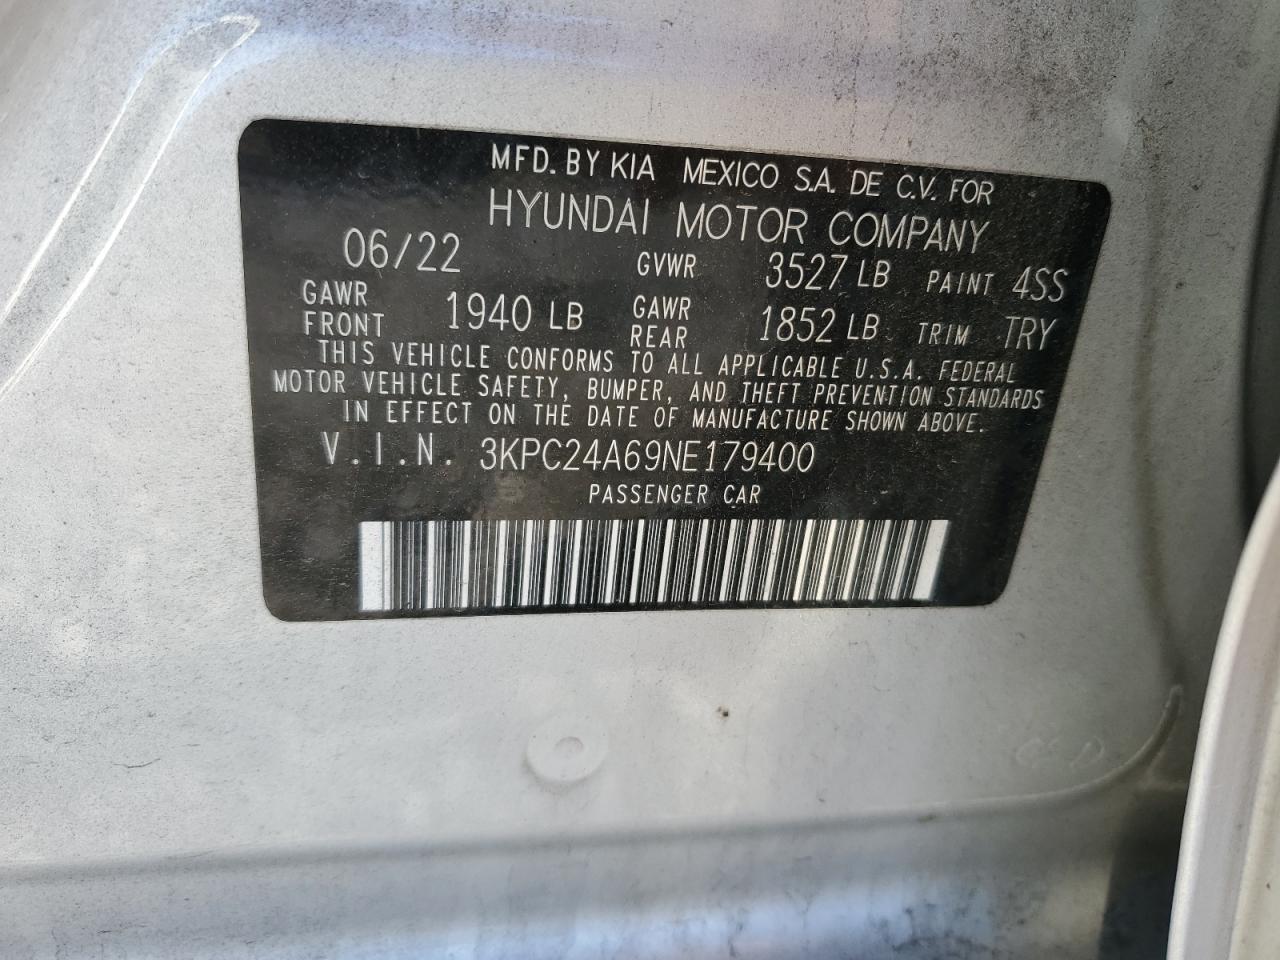 MFD. BY KIA MEXICO S.A. DE C.V. FOR
HYUNDAI MOTOR COMPANY
06/22 GVWR 3527 LB PAINT 4SS
GAWR FRONT 1940 LB GAWR REAR 1852 LB TRIM TRY
THIS VEHICLE CONFORMS TO ALL APPLICABLE U.S.A. FEDERAL
MOTOR VEHICLE SAFETY, BUMPER, AND THEFT PREVENTION STANDARDS
IN EFFECT ON THE DATE OF MANUFACTURE SHOWN ABOVE.
V.I.N. 3KPC24A69NE179400
PASSENGER CAR